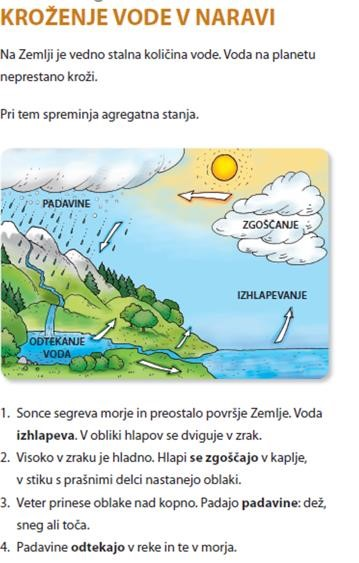 KROŽENJE VODE V NARAVI
Na Zemlji je vedno stalna količina vode. Voda na planetu
neprestano kroži.
Pri tem spreminja agregatna stanja.
PADAVINE
ZGOŠČANJE
IZHLAPEVANJE
ODTEKANJE
VODA
1. Sonce segreva morje in preostalo površje Zemlje. Voda
izhlapeva. V obliki hlapov se dviguje v zrak.
2. Visoko v zraku je hladno. Hlapi se zgoščajo v kaplje,
v stiku s prašnimi delci nastanejo oblaki.
3. Veter prinese oblake nad kopno. Padajo padavine: dež,
sneg ali toča.
4. Padavine odtekajo v reke in te v morja.